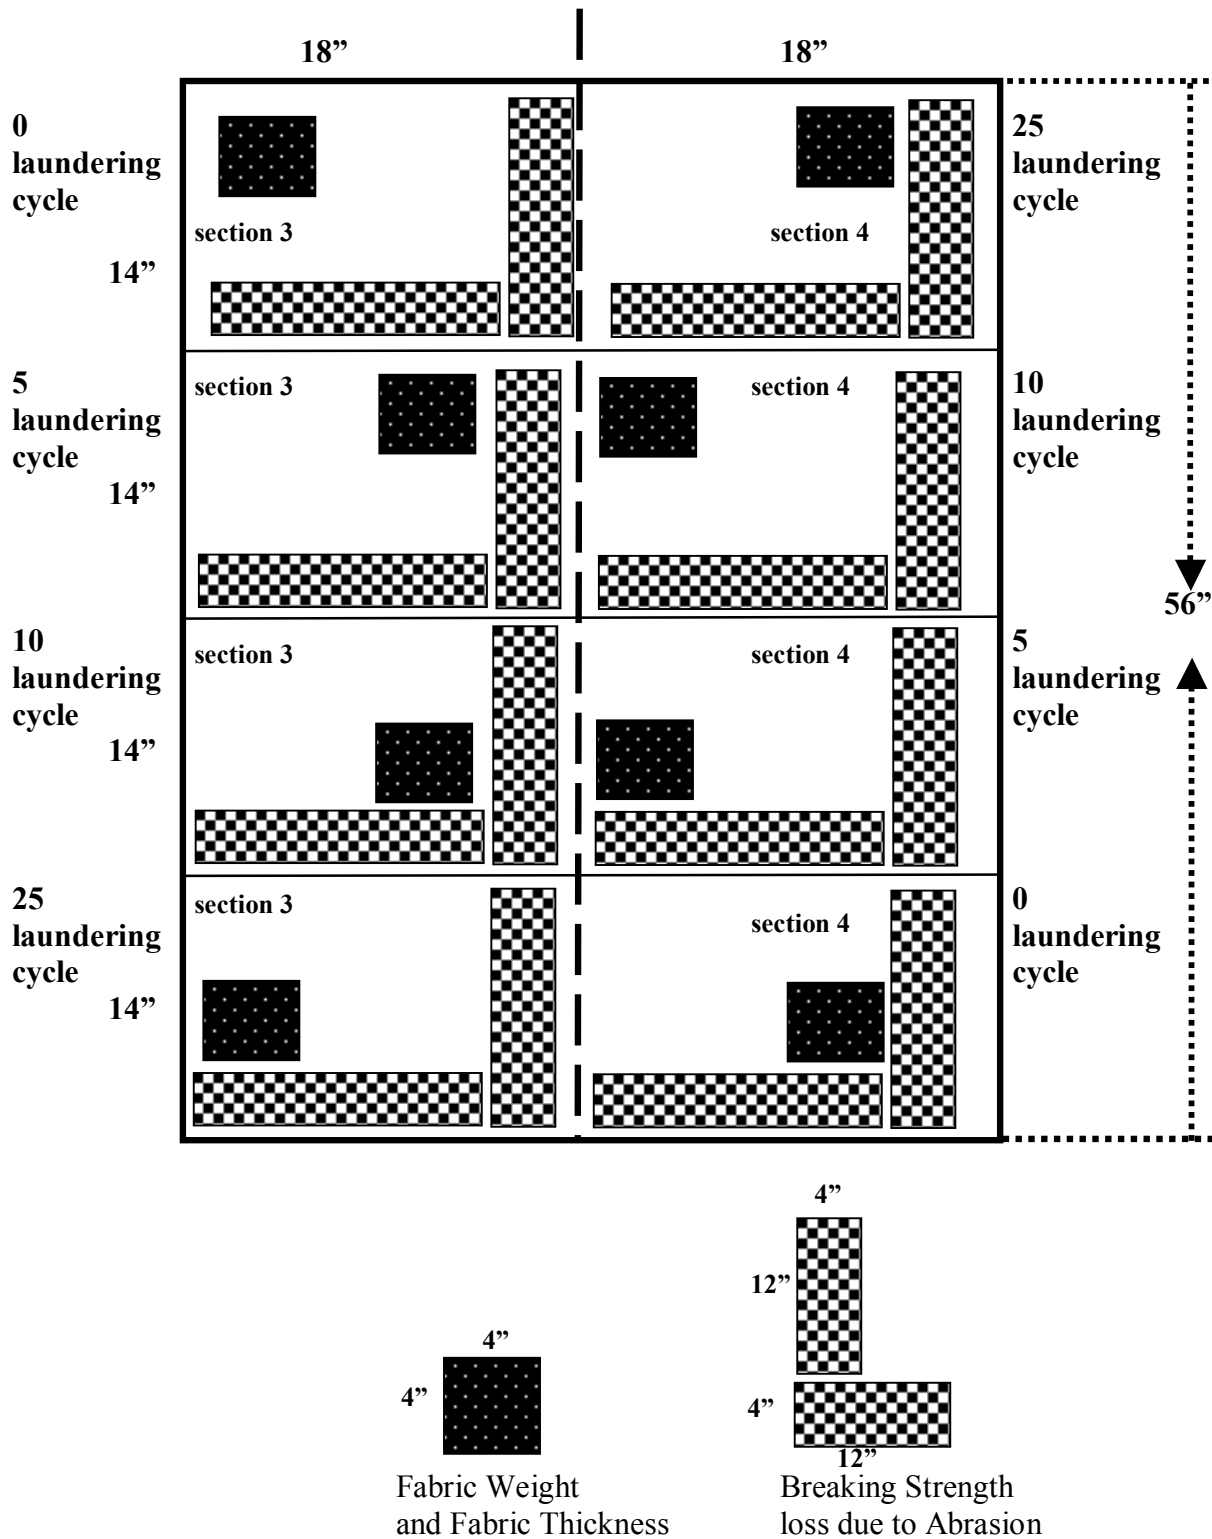 18” 18”
0
laundering
cycle
14”
section 3
section 4
25
laundering
cycle
5
laundering
cycle
14”
section 3
section 4
10
laundering
cycle
56”
10
laundering
cycle
14”
section 3
section 4
5
laundering
cycle
25
laundering
cycle
14”
section 3
section 4
0
laundering
cycle
4”
4”
Fabric Weight
and Fabric Thickness
4”
12”
4”
12”
Breaking Strength
loss due to Abrasion